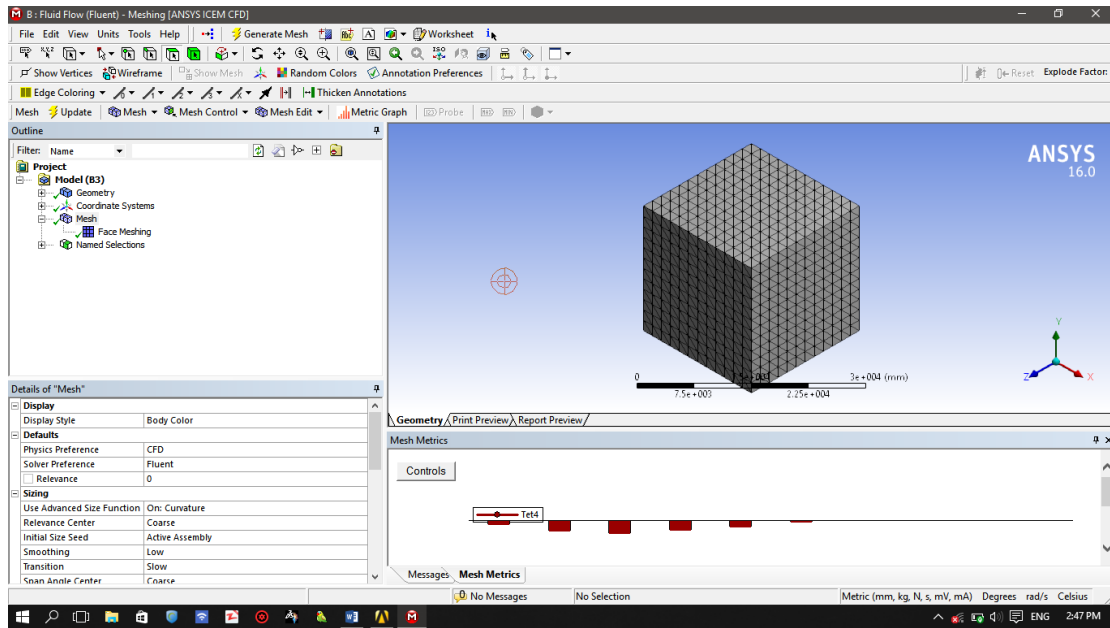 B : Fluid Flow (Fluent) - Meshing [ANSYS ICEM CFD]
File Edit View Units Tools Help Generate Mesh A Worksheet
Show Vertices Wireframe Show Mesh Random Colors Annotation Preferences Reset Explode Factor:
Edge Coloring Thicken Annotations
Mesh Update Mesh Mesh Control Mesh Edit Metric Graph Probe
Outline
Filter: Name
Project
Model (B3)
Geometry
Coordinate Systems
Mesh
Face Meshing
Named Selections
ANSYS
16.0
Y
Z X
0 3e+004 (mm)
7.5e+003 2.25e+004
Details of "Mesh"
Display
Display Style Body Color
Defaults
Physics Preference CFD
Solver Preference Fluent
Relevance 0
Sizing
Use Advanced Size Function On: Curvature
Relevance Center Coarse
Initial Size Seed Active Assembly
Smoothing Low
Transition Slow
Span Angle Center Coarse
Geometry Print Preview Report Preview
Mesh Metrics
Controls
Tet4
Messages Mesh Metrics
0 No Messages No Selection Metric (mm, kg, N, s, mV, mA) Degrees rad/s Celsius
ENG 2:47 PM